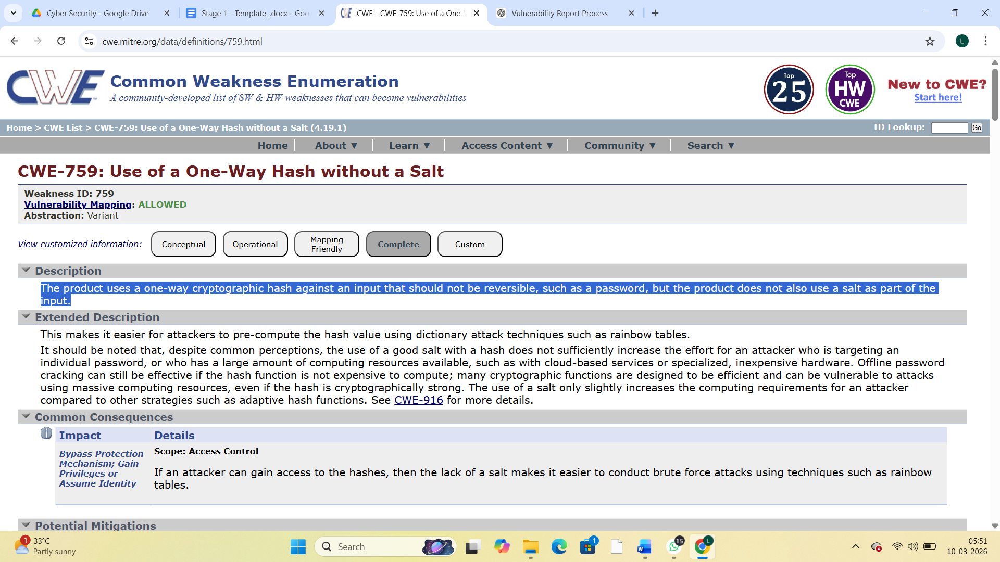 Cyber Security - Google Drive
Stage 1 - Template_.docx - Goo
CWE - CWE-759: Use of a One-
Vulnerability Report Process
cwe.mitre.org/data/definitions/759.html
L
CWE
Common Weakness Enumeration
A community-developed list of SW & HW weaknesses that can become vulnerabilities
Top 25
Top HW CWE
New to CWE?
Start here!
Home > CWE List > CWE-759: Use of a One-Way Hash without a Salt (4.19.1)
ID Lookup: Go
Home | About ▼ | Learn ▼ | Access Content ▼ | Community ▼ | Search ▼
CWE-759: Use of a One-Way Hash without a Salt
Weakness ID: 759
Vulnerability Mapping: ALLOWED
Abstraction: Variant
View customized information: Conceptual Operational Mapping Friendly Complete Custom
Description
The product uses a one-way cryptographic hash against an input that should not be reversible, such as a password, but the product does not also use a salt as part of the
input.
Extended Description
This makes it easier for attackers to pre-compute the hash value using dictionary attack techniques such as rainbow tables.
It should be noted that, despite common perceptions, the use of a good salt with a hash does not sufficiently increase the effort for an attacker who is targeting an
individual password, or who has a large amount of computing resources available, such as with cloud-based services or specialized, inexpensive hardware. Offline password
cracking can still be effective if the hash function is not expensive to compute; many cryptographic functions are designed to be efficient and can be vulnerable to attacks
using massive computing resources, even if the hash is cryptographically strong. The use of a salt only slightly increases the computing requirements for an attacker
compared to other strategies such as adaptive hash functions. See CWE-916 for more details.
Common Consequences
Impact Details
Bypass Protection
Mechanism; Gain
Privileges or
Assume Identity
Scope: Access Control
If an attacker can gain access to the hashes, then the lack of a salt makes it easier to conduct brute force attacks using techniques such as rainbow
tables.
Potential Mitigations
1
33°C
Partly sunny
Search
1
W
15
L
05:51
10-03-2026